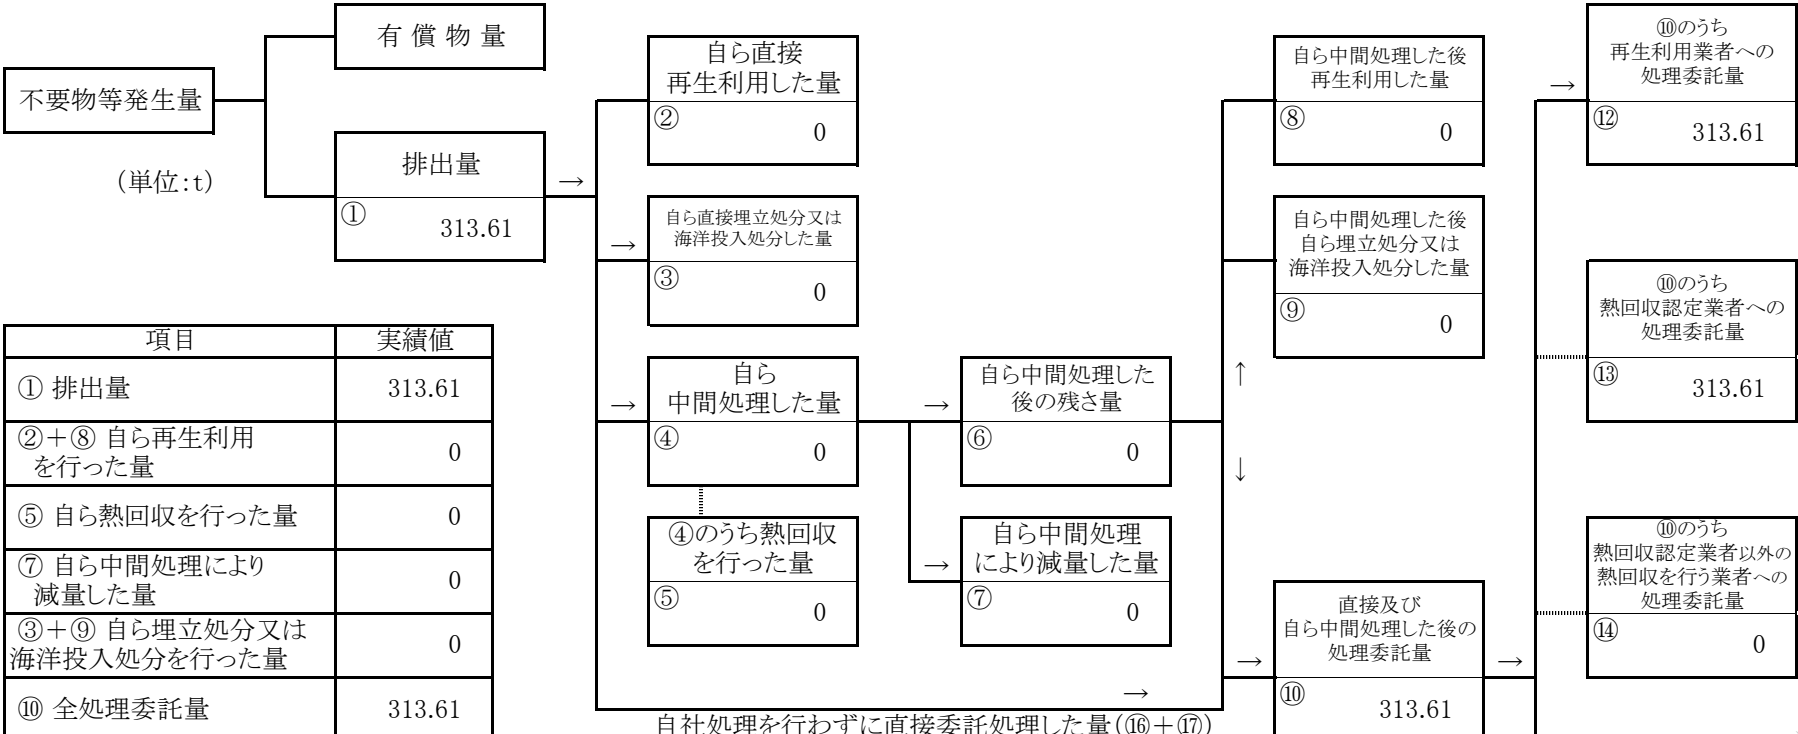 有 償 物 量
不要物等発生量
(単位:t)
排出量
①
313.61
→
自ら直接
再生利用した量
②
0
→
自ら直接埋立処分又は
海洋投入処分した量
③
0
→
自ら
中間処理した量
④
0
④のうち熱回収
を行った量
⑤
0
→
自ら中間処理した
後の残さ量
⑥
0
→
自ら中間処理
により減量した量
⑦
0
自ら中間処理した後
再生利用した量
⑧
0
自ら中間処理した後
自ら埋立処分又は
海洋投入処分した量
⑨
0
↑
↓
→
自社処理を行わずに直接委託処理した量(⑯+⑰)
→
直接及び
自ら中間処理した後の
処理委託量
⑩
313.61
→
→
⑩のうち
再生利用業者への
処理委託量
⑫
313.61
⑩のうち
熱回収認定業者への
処理委託量
⑬
313.61
⑩のうち
熱回収認定業者以外の
熱回収を行う業者への
処理委託量
⑭
0
項目 実績値
① 排出量 313.61
②+⑧ 自ら再生利用
を行った量 0
⑤ 自ら熱回収を行った量 0
⑦ 自ら中間処理により
減量した量 0
③+⑨ 自ら埋立処分又は
海洋投入処分を行った量 0
⑩ 全処理委託量 313.61